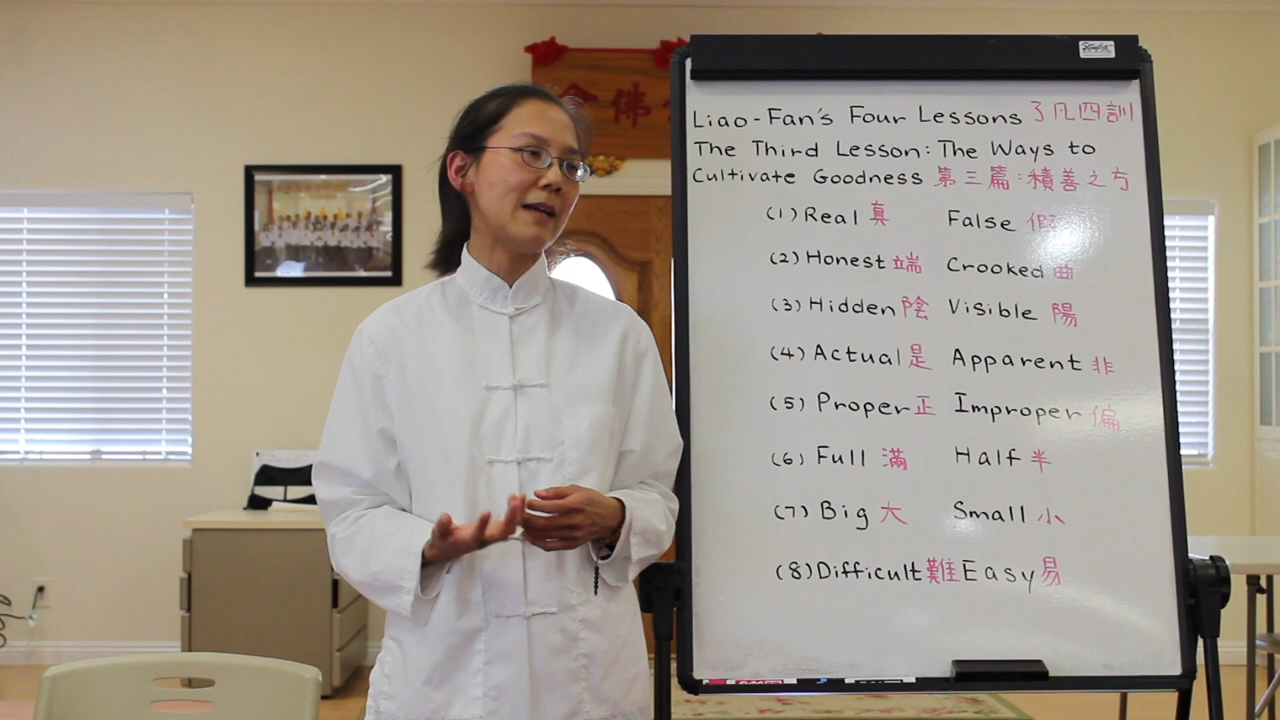 念佛
Liao-Fan's Four Lessons 了凡四訓
The Third Lesson: The Ways to
Cultivate Goodness 第三篇:積善之方
(1) Real 真 False 假
(2) Honest 端 Crooked 曲
(3) Hidden 陰 Visible 陽
(4) Actual 是 Apparent 非
(5) Proper 正 Improper 偏
(6) Full 滿 Half 半
(7) Big 大 Small 小
(8) Difficult 難 Easy 易